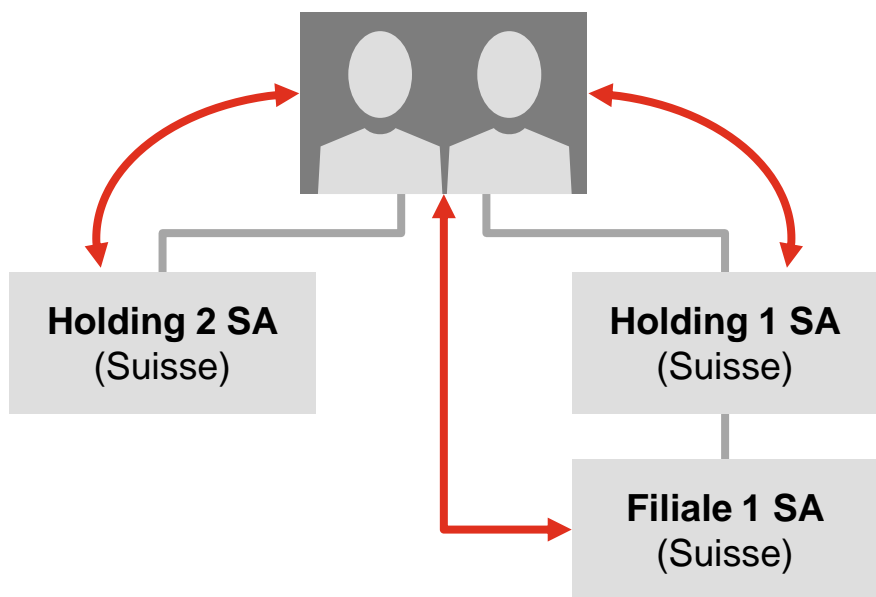 Holding 2 SA
(Suisse)
Holding 1 SA
(Suisse)
Filiale 1 SA
(Suisse)